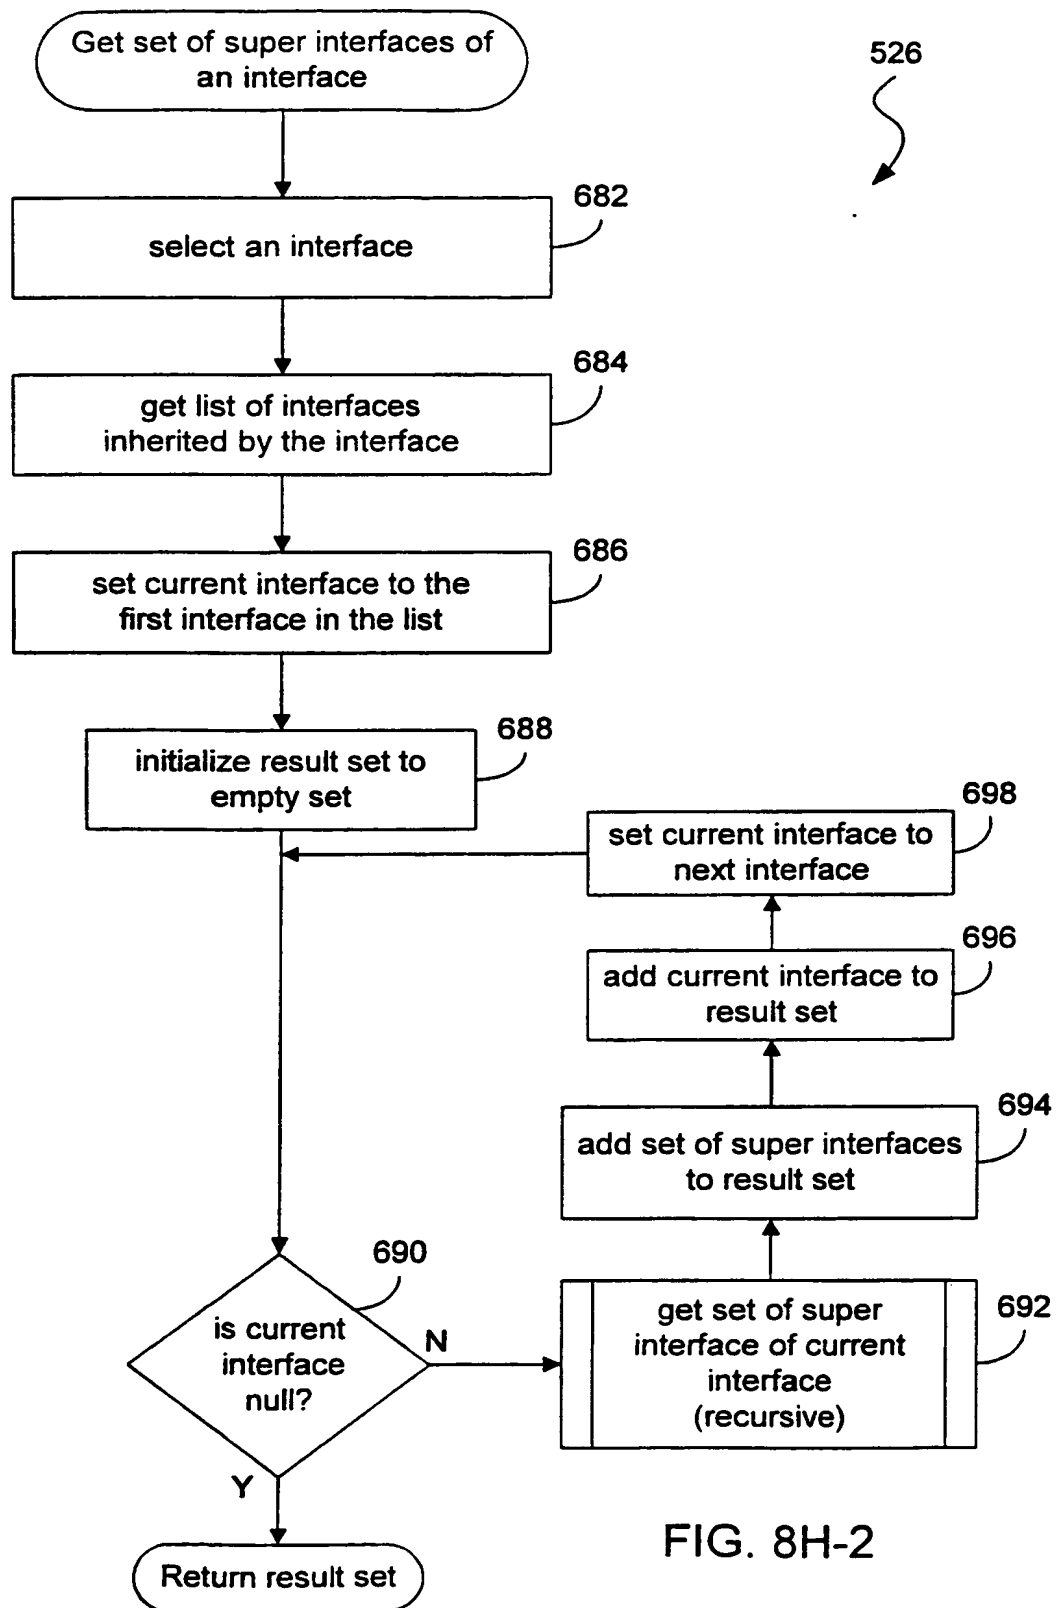 Get set of super interfaces of
an interface
526
682
select an interface
684
get list of interfaces
inherited by the interface
686
set current interface to the
first interface in the list
688
initialize result set to
empty set
698
set current interface to
next interface
696
add current interface to
result set
694
add set of super interfaces
to result set
690
is current
interface
null?
N
692
get set of super
interface of current
interface
(recursive)
Y
Return result set
FIG. 8H-2